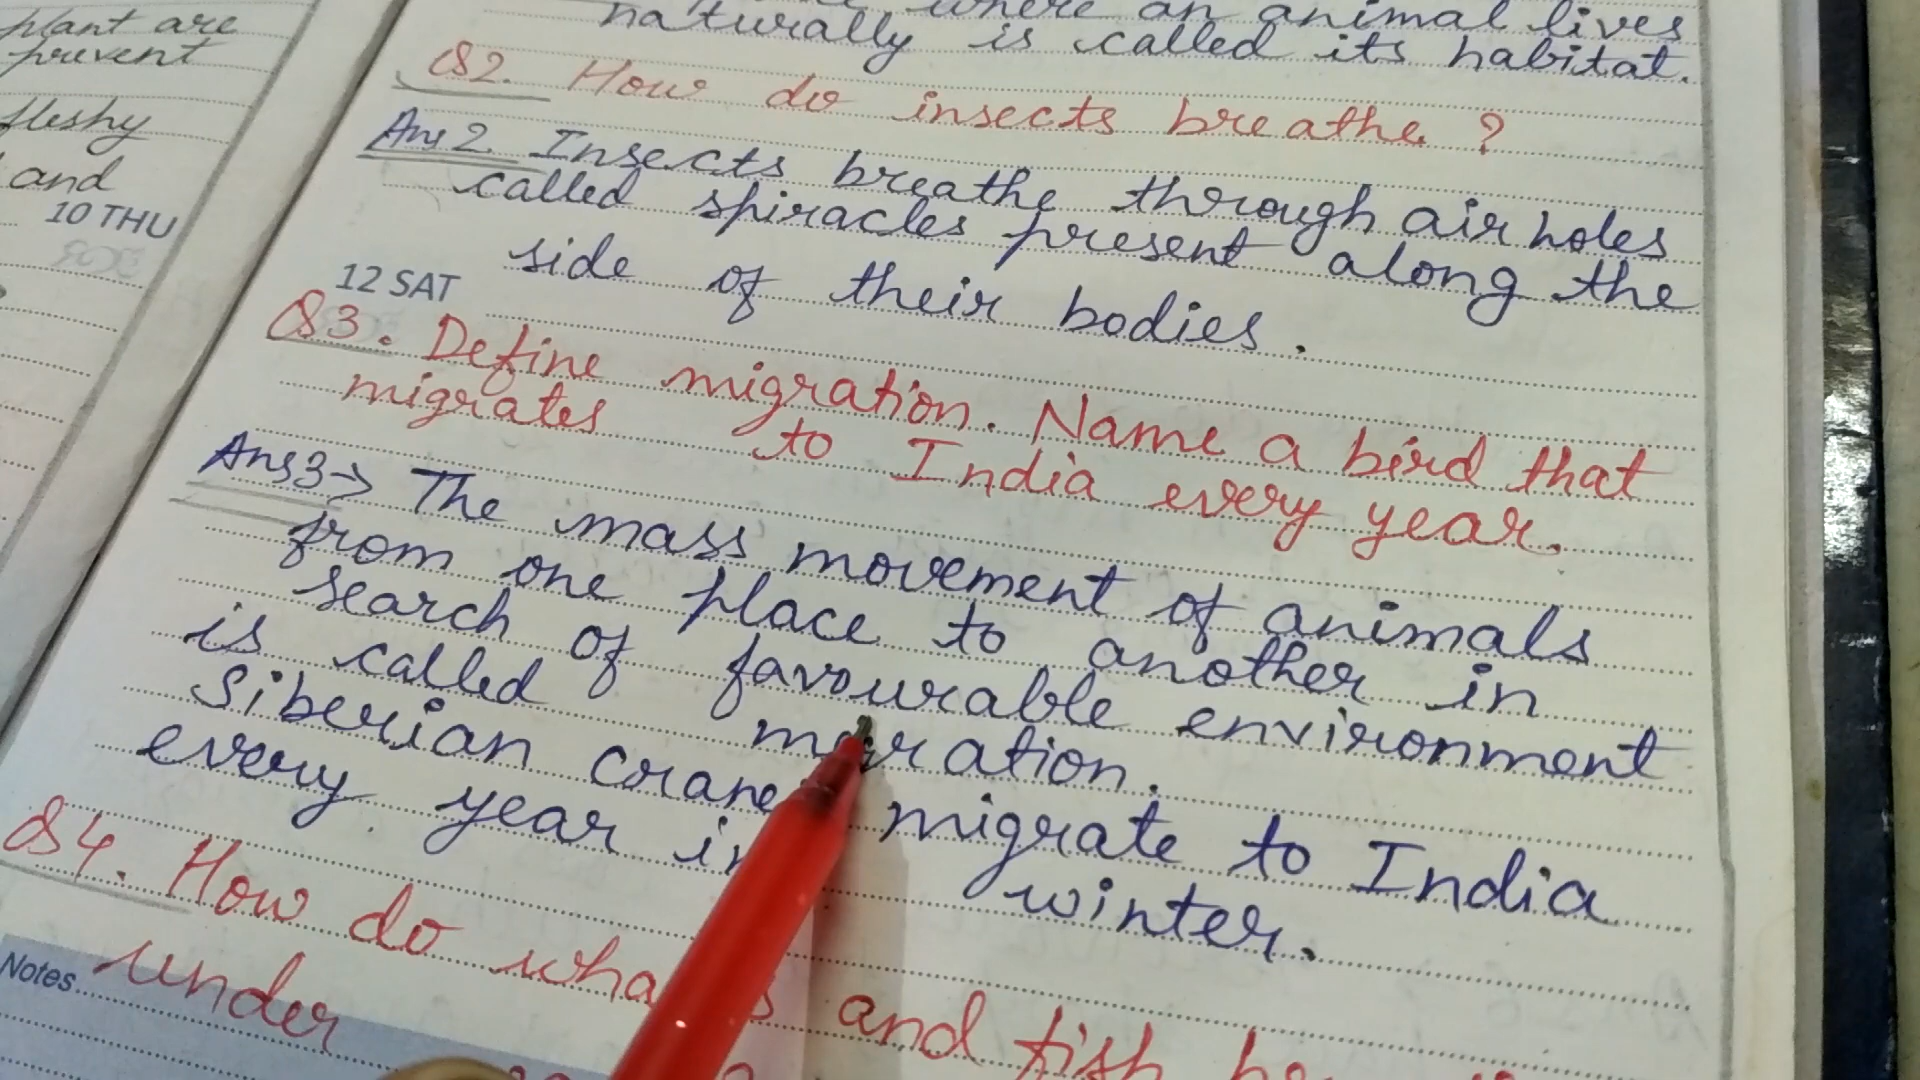 plant are
prevent
fleshy
and
10 THU
where an animal lives
naturally is called its habitat.
Q2. How do insects breathe ?
Ans 2. Insects breathe through air holes
called spiracles present along the
side of their bodies.
12 SAT
Q3. Define migration. Name a bird that
migrates to India every year.
Ans3→ The mass movement of animals
from one place to another in
search of favourable environment
is called migration.
Siberian crane migrate to India
every year in winter.
Q4. How do whales and fish
under
Notes